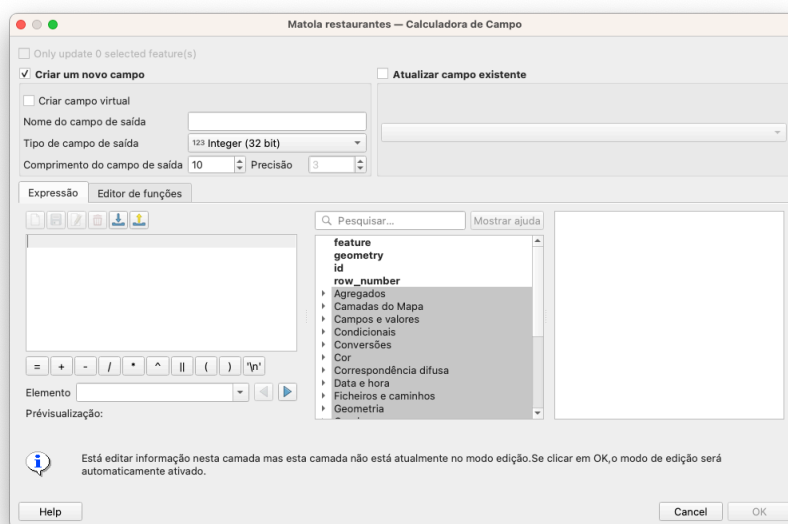 Matola restaurantes — Calculadora de Campo
Only update 0 selected feature(s)
Criar um novo campo
Atualizar campo existente
Criar campo virtual
Nome do campo de saída
Tipo de campo de saída
123 Integer (32 bit)
Comprimento do campo de saída
10
Precisão
3
Expressão
Editor de funções
Pesquisar...
Mostrar ajuda
feature
geometry
id
row_number
Agregados
Camadas do Mapa
Campos e valores
Condicionais
Conversões
Cor
Correspondência difusa
Data e hora
Ficheiros e caminhos
Geometria
= + - / * ^ || ( ) '\n'
Elemento
Prévisualização:
Está editar informação nesta camada mas esta camada não está atualmente no modo edição.Se clicar em OK,o modo de edição será
automaticamente ativado.
Help
Cancel
OK